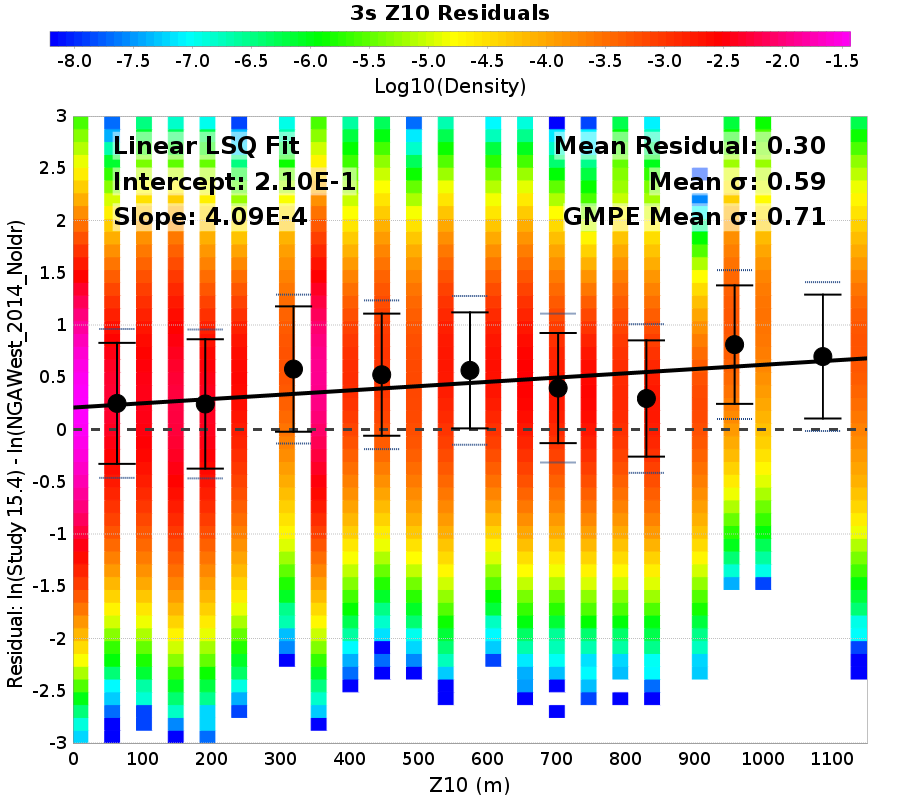 3s Z10 Residuals
-8.0 -7.5 -7.0 -6.5 -6.0 -5.5 -5.0 -4.5 -4.0 -3.5 -3.0 -2.5 -2.0 -1.5
Log10(Density)
Linear LSQ Fit
Intercept: 2.10E-1
Slope: 4.09E-4
Mean Residual: 0.30
Mean σ: 0.59
GMPE Mean σ: 0.71
Residual: ln(Study 15.4) - ln(NGAWest_2014_NoIdr)
3
2.5
2
1.5
1
0.5
0
-0.5
-1
-1.5
-2
-2.5
-3
0 100 200 300 400 500 600 700 800 900 1000 1100
Z10 (m)